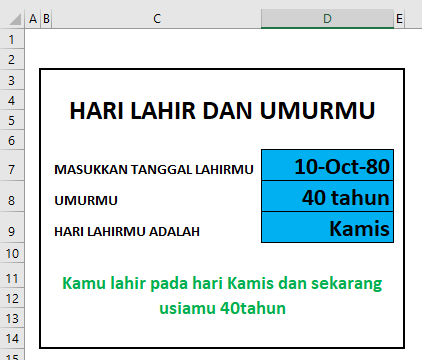 A B C D E
1
2
3
4 HARI LAHIR DAN UMURMU
5
6
7 MASUKKAN TANGGAL LAHIRMU 10-Oct-80
8 UMURMU 40 tahun
9 HARI LAHIRMU ADALAH Kamis
10
11 Kamu lahir pada hari Kamis dan sekarang
12 usiamu 40tahun
13
14
15